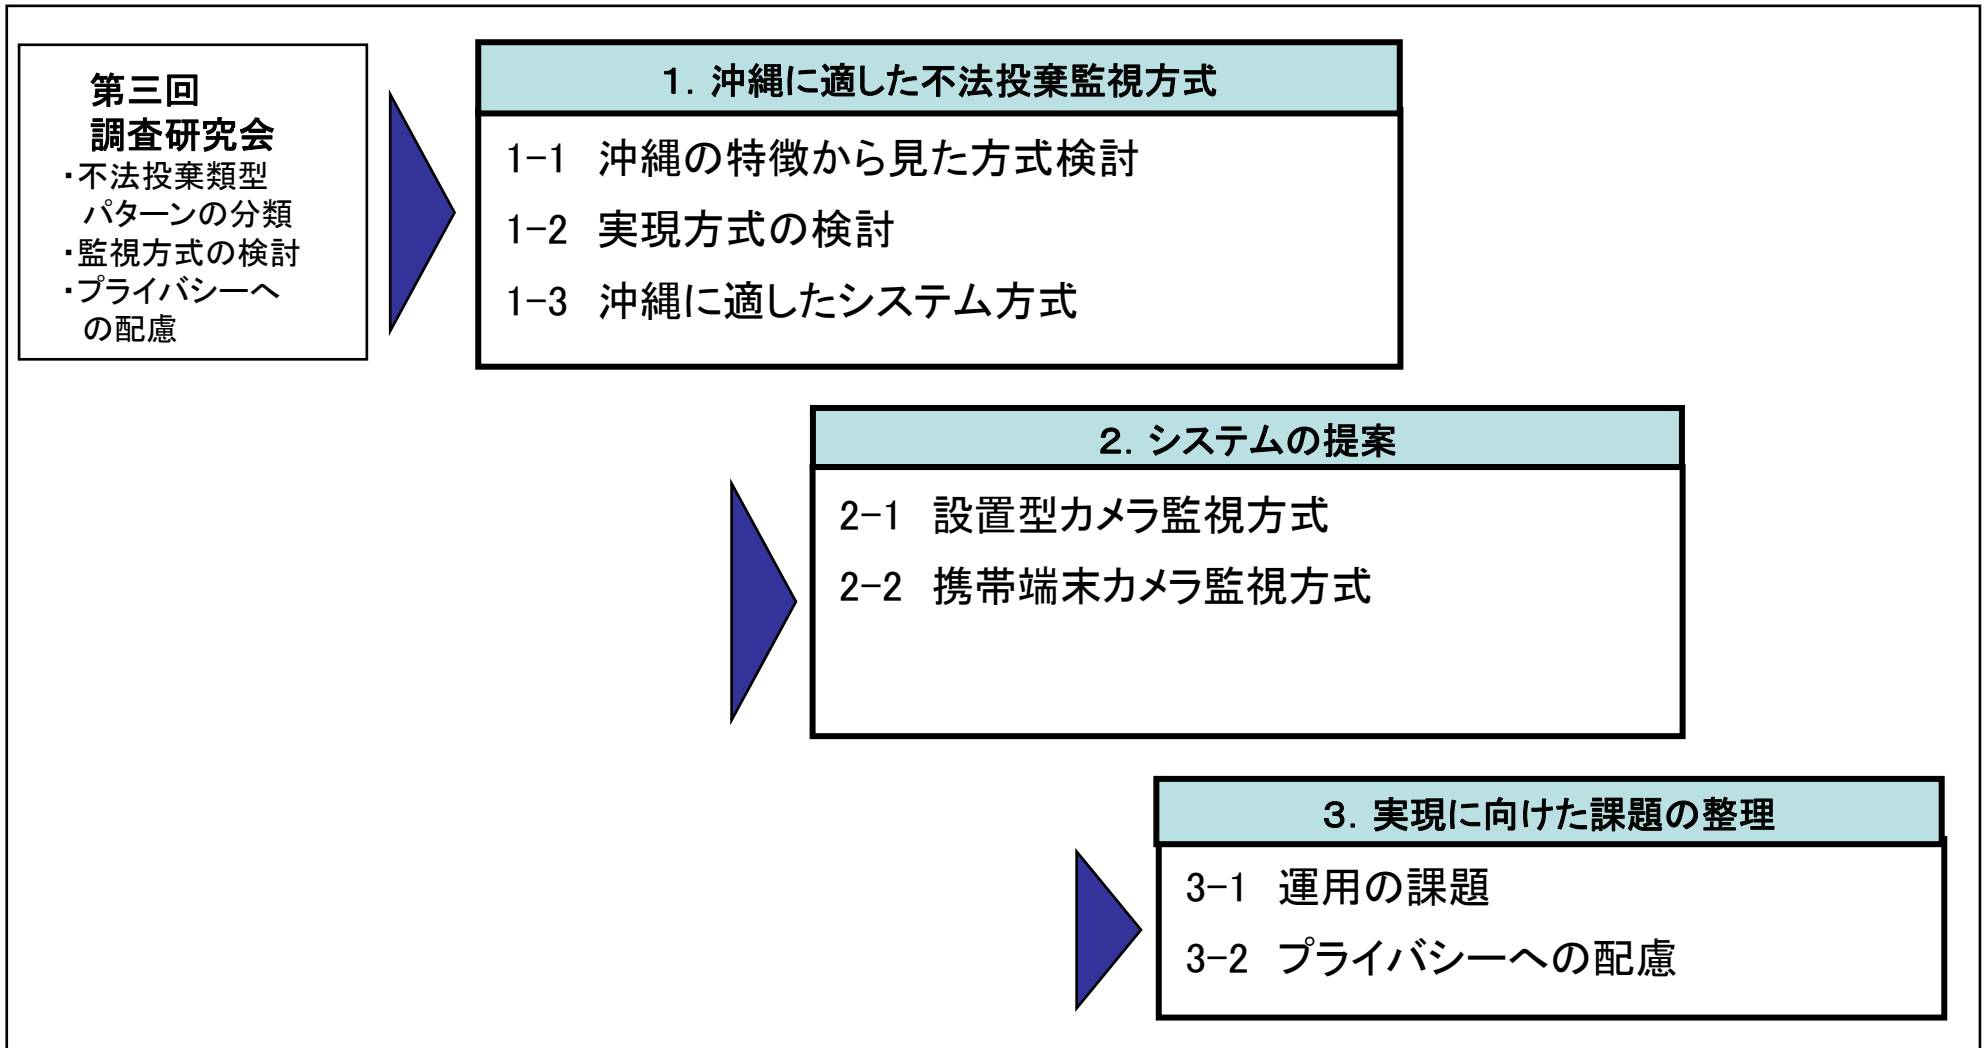 第三回
調査研究会
・不法投棄類型
パターンの分類
・監視方式の検討
・プライバシーへ
の配慮
１．沖縄に適した不法投棄監視方式
1-1　沖縄の特徴から見た方式検討
1-2　実現方式の検討
1-3　沖縄に適したシステム方式
２．システムの提案
2-1　設置型カメラ監視方式
2-2　携帯端末カメラ監視方式
３．実現に向けた課題の整理
3-1　運用の課題
3-2　プライバシーへの配慮